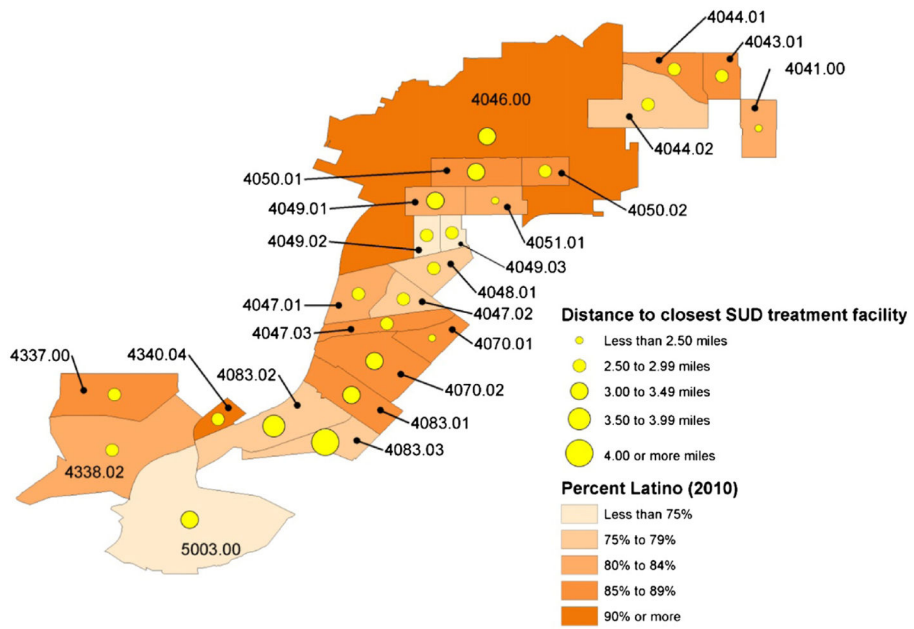 4044.01
4043.01
4041.00
4046.00
4044.02
4050.01
4050.02
4049.01
4051.01
4049.02
4049.03
4048.01
4047.01
4047.02
4047.03
4070.01
4337.00
4340.04
4083.02
4070.02
4083.01
4083.03
4338.02
5003.00
Distance to closest SUD treatment facility
Less than 2.50 miles
2.50 to 2.99 miles
3.00 to 3.49 miles
3.50 to 3.99 miles
4.00 or more miles
Percent Latino (2010)
Less than 75%
75% to 79%
80% to 84%
85% to 89%
90% or more